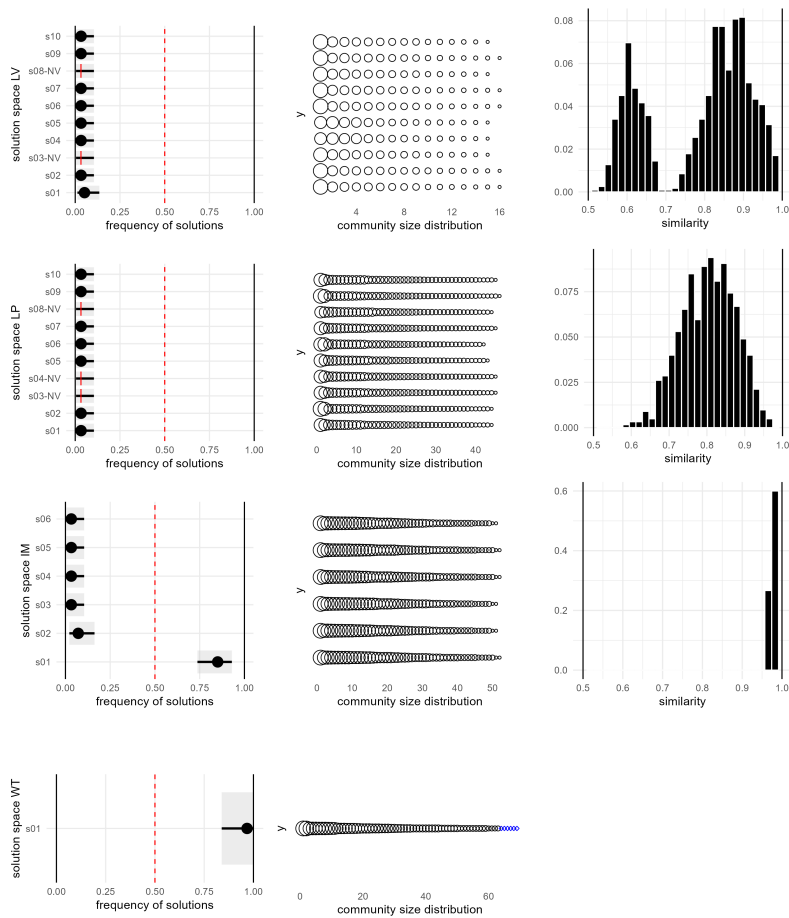 solution space LV
s10
s09
s08-NV
s07
s06
s05
s04
s03-NV
s02
s01
0.00 0.25 0.50 0.75 1.00
frequency of solutions
y
4 8 12 16
community size distribution
0.08
0.06
0.04
0.02
0.00
0.5 0.6 0.7 0.8 0.9 1.0
similarity
solution space LP
s10
s09
s08-NV
s07
s06
s05
s04-NV
s03-NV
s02
s01
0.00 0.25 0.50 0.75 1.00
frequency of solutions
y
0 10 20 30 40
community size distribution
0.075
0.050
0.025
0.000
0.5 0.6 0.7 0.8 0.9 1.0
similarity
solution space IM
s06
s05
s04
s03
s02
s01
0.00 0.25 0.50 0.75 1.00
frequency of solutions
y
0 10 20 30 40 50
community size distribution
0.6
0.4
0.2
0.0
0.5 0.6 0.7 0.8 0.9 1.0
similarity
solution space WT
s01
0.00 0.25 0.50 0.75 1.00
frequency of solutions
y
0 20 40 60
community size distribution